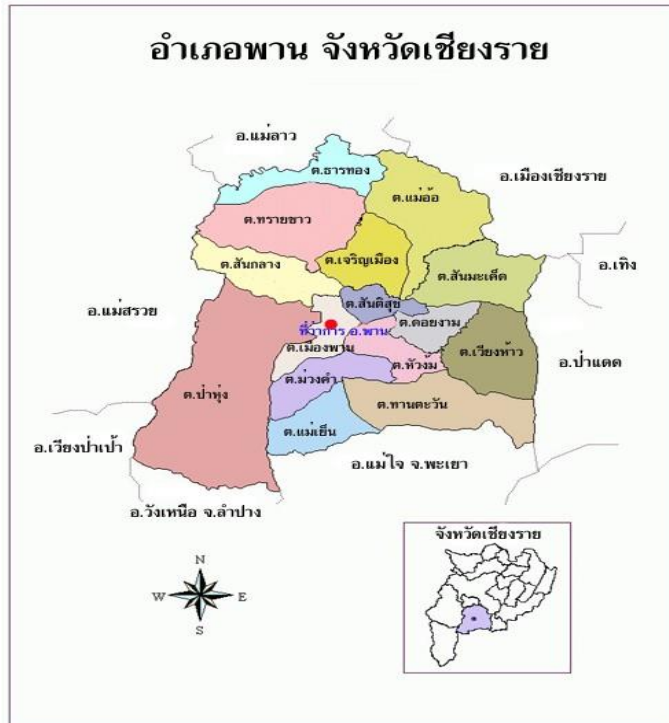 อำเภอพาน จังหวัดเชียงราย
อ.แม่ลาว
ต.ธารทอง
อ.เมืองเชียงราย
ต.แม่อ้อ
ต.ทรายขาว
ต.เจริญเมือง
ต.สันกลาง
ต.สันมะเค็ด
อ.เทิง
อ.แม่สรวย
ต.สันติสุข
ต.ดอยงาม
ที่ว่าการ อ.พาน
ต.เมืองพาน
ต.เวียงห้าว
อ.ป่าแดด
ต.หัวง้ม
ต.ม่วงคำ
ต.ป่าหุ่ง
ต.ทานตะวัน
ต.แม่เย็น
อ.เวียงป่าเป้า
อ.แม่ใจ จ.พะเยา
อ.วังเหนือ จ.ลำปาง
จังหวัดเชียงราย
N
W E
S